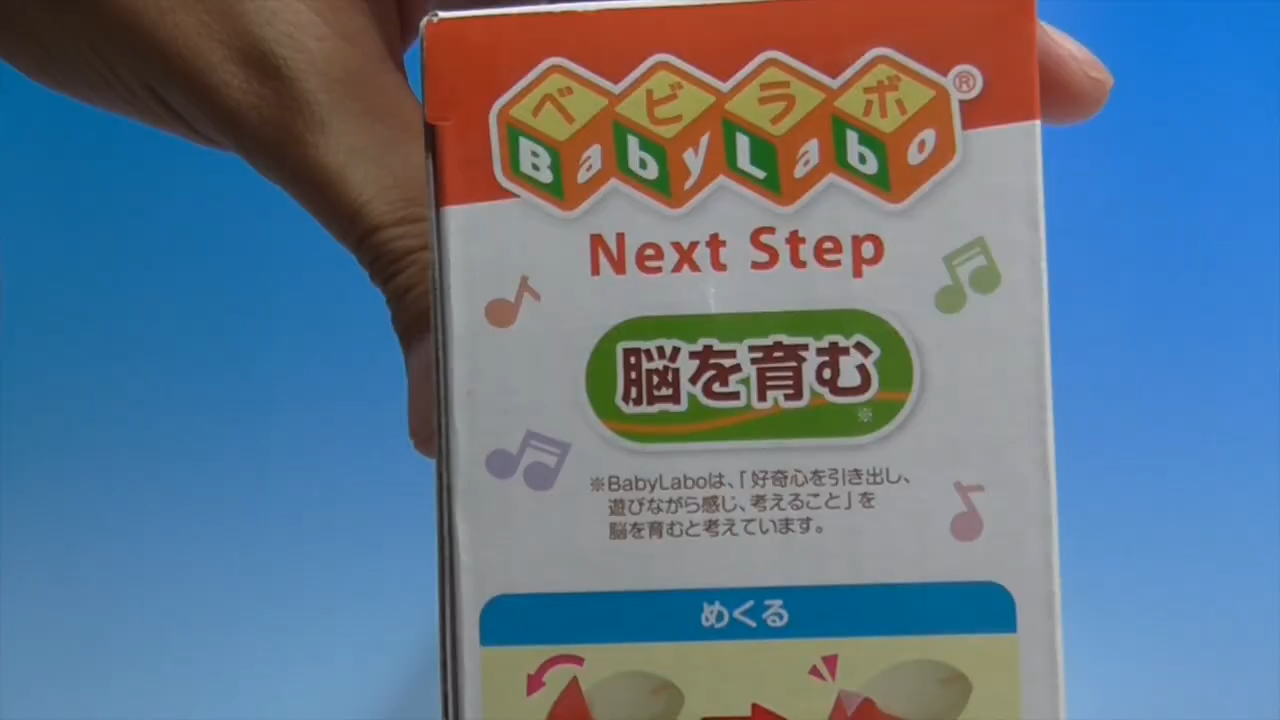 ベビラボ
BabyLabo®
Next Step
脳を育む
※
※BabyLaboは、「好奇心を引き出し、
遊びながら感じ、考えること」を
脳を育むと考えています。
めくる